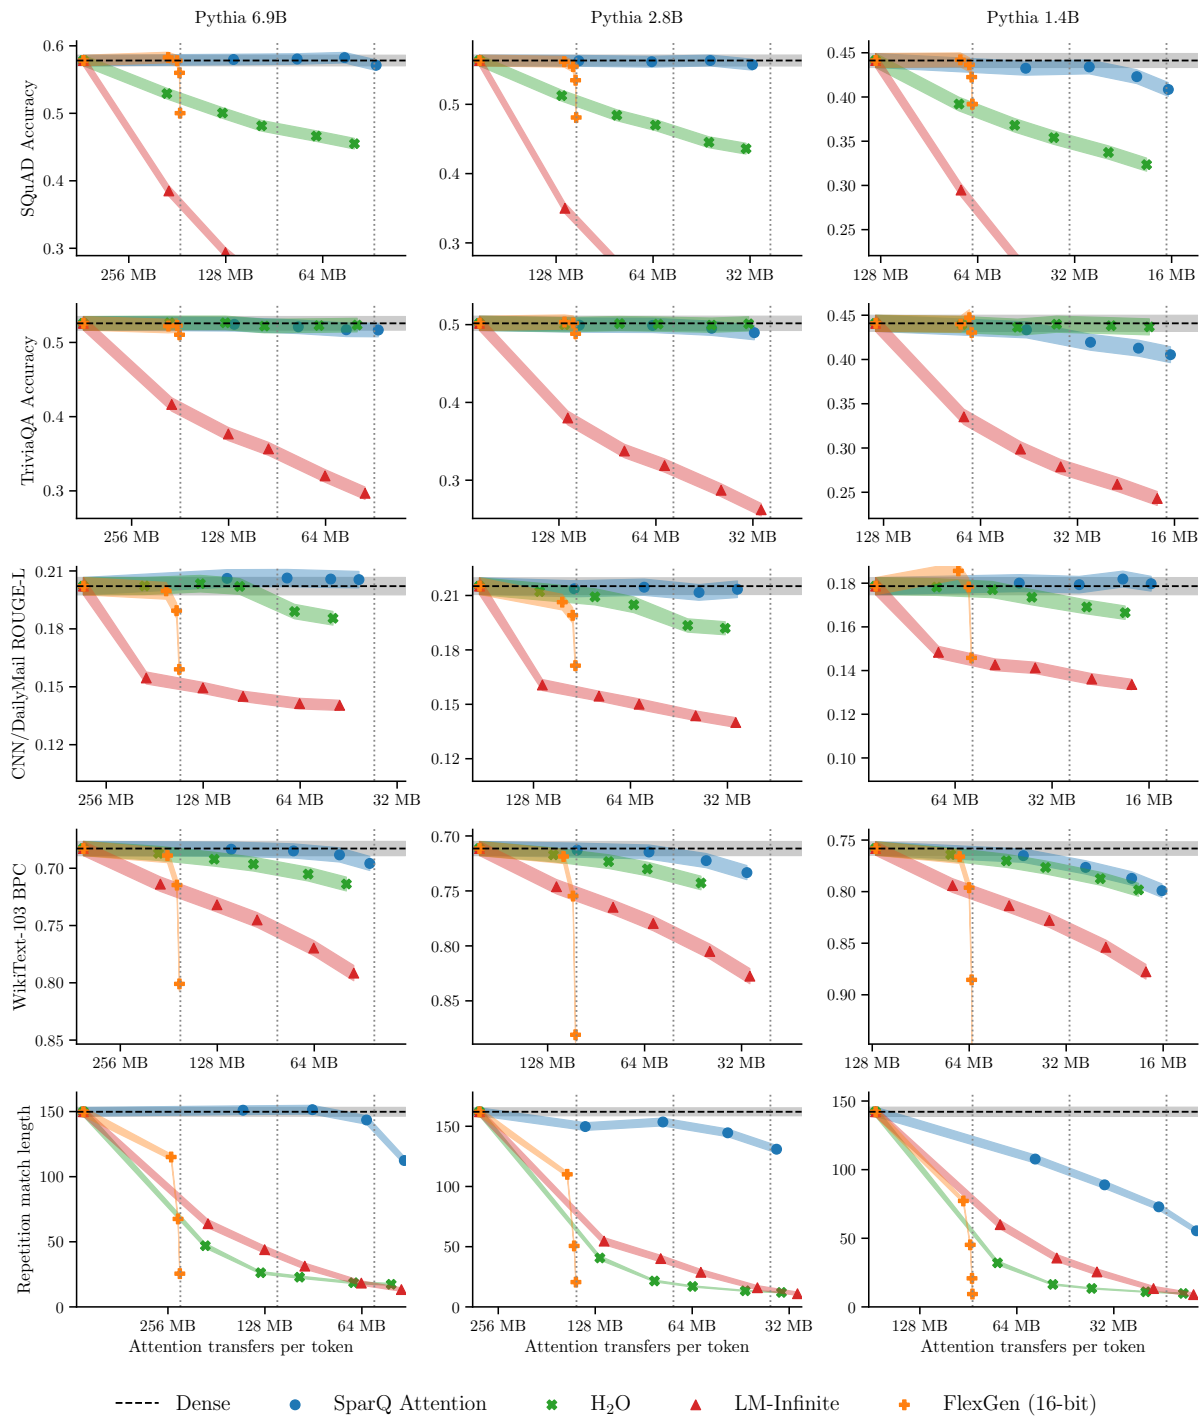 Pythia 6.9B
Pythia 2.8B
Pythia 1.4B
SQuAD Accuracy
0.6
0.5
0.4
0.3
256 MB 128 MB 64 MB
0.5
0.4
0.3
128 MB 64 MB 32 MB
0.45
0.40
0.35
0.30
0.25
128 MB 64 MB 32 MB 16 MB
TriviaQA Accuracy
0.5
0.4
0.3
256 MB 128 MB 64 MB
0.5
0.4
0.3
128 MB 64 MB 32 MB
0.45
0.40
0.35
0.30
0.25
128 MB 64 MB 32 MB 16 MB
CNN/DailyMail ROUGE-L
0.21
0.18
0.15
0.12
256 MB 128 MB 64 MB 32 MB
0.21
0.18
0.15
0.12
128 MB 64 MB 32 MB
0.18
0.16
0.14
0.12
0.10
64 MB 32 MB 16 MB
WikiText-103 BPC
0.70
0.75
0.80
0.85
256 MB 128 MB 64 MB
0.70
0.75
0.80
0.85
128 MB 64 MB 32 MB
0.75
0.80
0.85
0.90
128 MB 64 MB 32 MB 16 MB
Repetition match length
150
100
50
0
256 MB 128 MB 64 MB
Attention transfers per token
150
100
50
0
256 MB 128 MB 64 MB 32 MB
Attention transfers per token
150
100
50
0
128 MB 64 MB 32 MB
Attention transfers per token
Dense SparQ Attention H₂O LM-Infinite FlexGen (16-bit)